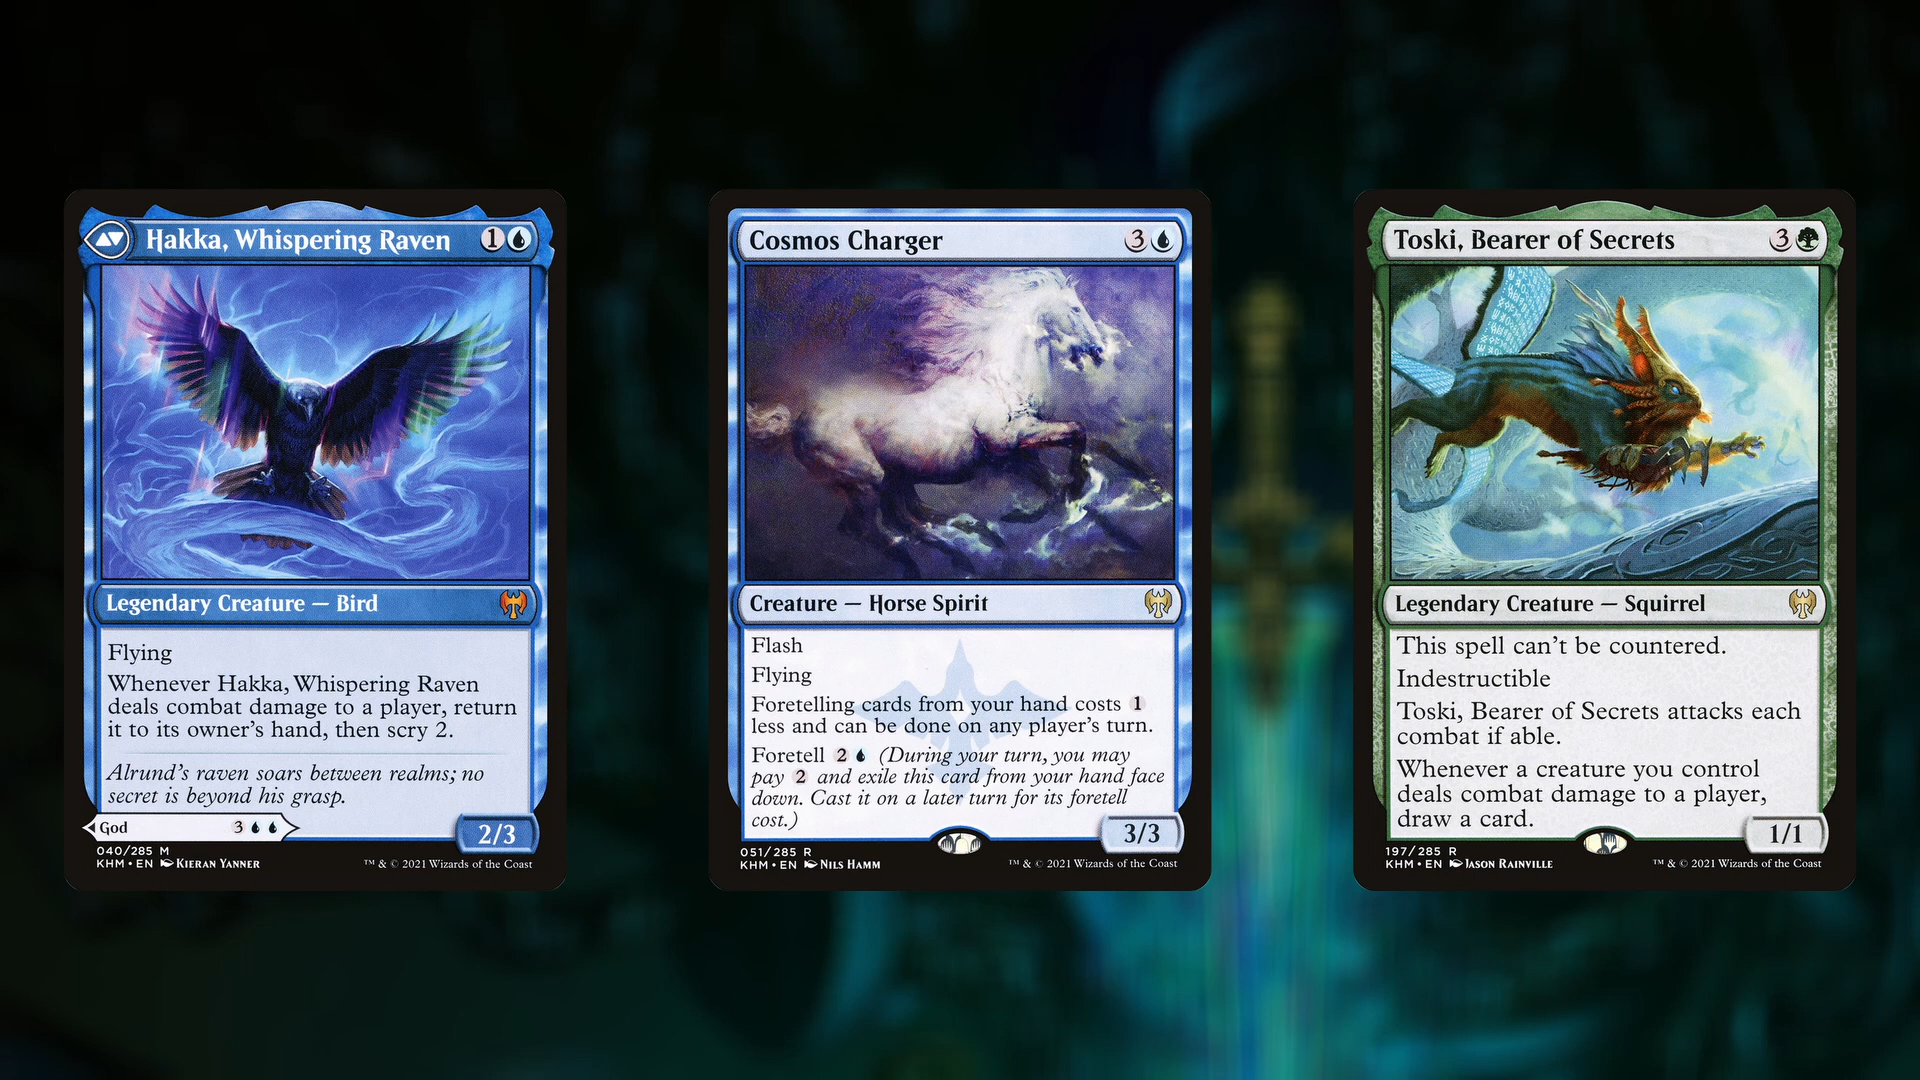 Hakka, Whispering Raven 1
Legendary Creature — Bird
Flying
Whenever Hakka, Whispering Raven
deals combat damage to a player, return
it to its owner's hand, then scry 2.
Alrund's raven soars between realms; no
secret is beyond his grasp.
God 3
2/3
040/285 M
KHM • EN Kieran Yanner
™ & © 2021 Wizards of the Coast
Cosmos Charger 3
Creature — Horse Spirit
Flash
Flying
Foretelling cards from your hand costs 1
less and can be done on any player's turn.
Foretell 2 (During your turn, you may
pay 2 and exile this card from your hand face
down. Cast it on a later turn for its foretell
cost.)
3/3
051/285 R
KHM • EN Nils Hamm
™ & © 2021 Wizards of the Coast
Toski, Bearer of Secrets 3
Legendary Creature — Squirrel
This spell can't be countered.
Indestructible
Toski, Bearer of Secrets attacks each
combat if able.
Whenever a creature you control
deals combat damage to a player,
draw a card.
1/1
197/285 R
KHM • EN Jason Rainville
™ & © 2021 Wizards of the Coast